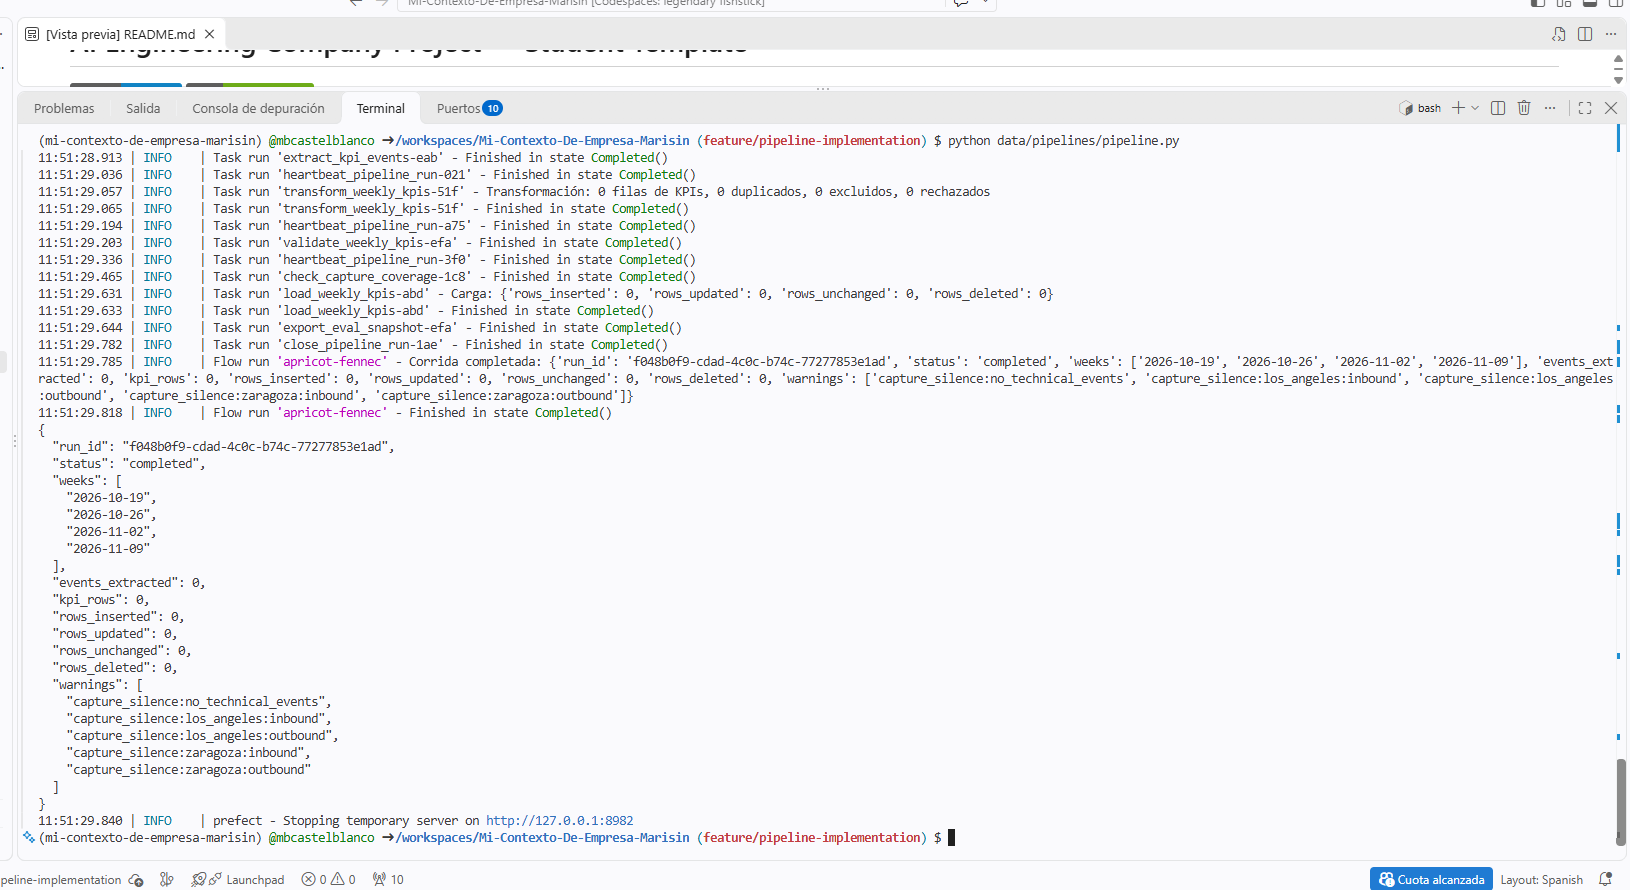 Mi-Contexto-De-Empresa-Marisin [Codespaces: legendary fishstick]
[Vista previa] README.md
AI Engineering Company Project — Student Template
Problemas
Salida
Consola de depuración
Terminal
Puertos 10
bash
(mi-contexto-de-empresa-marisin) @mbcastelblanco ➜/workspaces/Mi-Contexto-De-Empresa-Marisin (feature/pipeline-implementation) $ python data/pipelines/pipeline.py
11:51:28.913 | INFO    | Task run 'extract_kpi_events-eab' - Finished in state Completed()
11:51:29.036 | INFO    | Task run 'heartbeat_pipeline_run-021' - Finished in state Completed()
11:51:29.057 | INFO    | Task run 'transform_weekly_kpis-51f' - Transformación: 0 filas de KPIs, 0 duplicados, 0 excluidos, 0 rechazados
11:51:29.065 | INFO    | Task run 'transform_weekly_kpis-51f' - Finished in state Completed()
11:51:29.194 | INFO    | Task run 'heartbeat_pipeline_run-a75' - Finished in state Completed()
11:51:29.203 | INFO    | Task run 'validate_weekly_kpis-efa' - Finished in state Completed()
11:51:29.336 | INFO    | Task run 'heartbeat_pipeline_run-3f0' - Finished in state Completed()
11:51:29.465 | INFO    | Task run 'check_capture_coverage-1c8' - Finished in state Completed()
11:51:29.631 | INFO    | Task run 'load_weekly_kpis-abd' - Carga: {'rows_inserted': 0, 'rows_updated': 0, 'rows_unchanged': 0, 'rows_deleted': 0}
11:51:29.633 | INFO    | Task run 'load_weekly_kpis-abd' - Finished in state Completed()
11:51:29.644 | INFO    | Task run 'export_eval_snapshot-efa' - Finished in state Completed()
11:51:29.782 | INFO    | Task run 'close_pipeline_run-1ae' - Finished in state Completed()
11:51:29.785 | INFO    | Flow run 'apricot-fennec' - Corrida completada: {'run_id': 'f048b0f9-cdad-4c0c-b74c-77277853e1ad', 'status': 'completed', 'weeks': ['2026-10-19', '2026-10-26', '2026-11-02', '2026-11-09'], 'events_ext
racted': 0, 'kpi_rows': 0, 'rows_inserted': 0, 'rows_updated': 0, 'rows_unchanged': 0, 'rows_deleted': 0, 'warnings': ['capture_silence:no_technical_events', 'capture_silence:los_angeles:inbound', 'capture_silence:los_angeles
:outbound', 'capture_silence:zaragoza:inbound', 'capture_silence:zaragoza:outbound']}
11:51:29.818 | INFO    | Flow run 'apricot-fennec' - Finished in state Completed()
{
  "run_id": "f048b0f9-cdad-4c0c-b74c-77277853e1ad",
  "status": "completed",
  "weeks": [
    "2026-10-19",
    "2026-10-26",
    "2026-11-02",
    "2026-11-09"
  ],
  "events_extracted": 0,
  "kpi_rows": 0,
  "rows_inserted": 0,
  "rows_updated": 0,
  "rows_unchanged": 0,
  "rows_deleted": 0,
  "warnings": [
    "capture_silence:no_technical_events",
    "capture_silence:los_angeles:inbound",
    "capture_silence:los_angeles:outbound",
    "capture_silence:zaragoza:inbound",
    "capture_silence:zaragoza:outbound"
  ]
}
11:51:29.840 | INFO    | prefect - Stopping temporary server on http://127.0.0.1:8982
(mi-contexto-de-empresa-marisin) @mbcastelblanco ➜/workspaces/Mi-Contexto-De-Empresa-Marisin (feature/pipeline-implementation) $
peline-implementation
Launchpad
0 0
10
Cuota alcanzada
Layout: Spanish